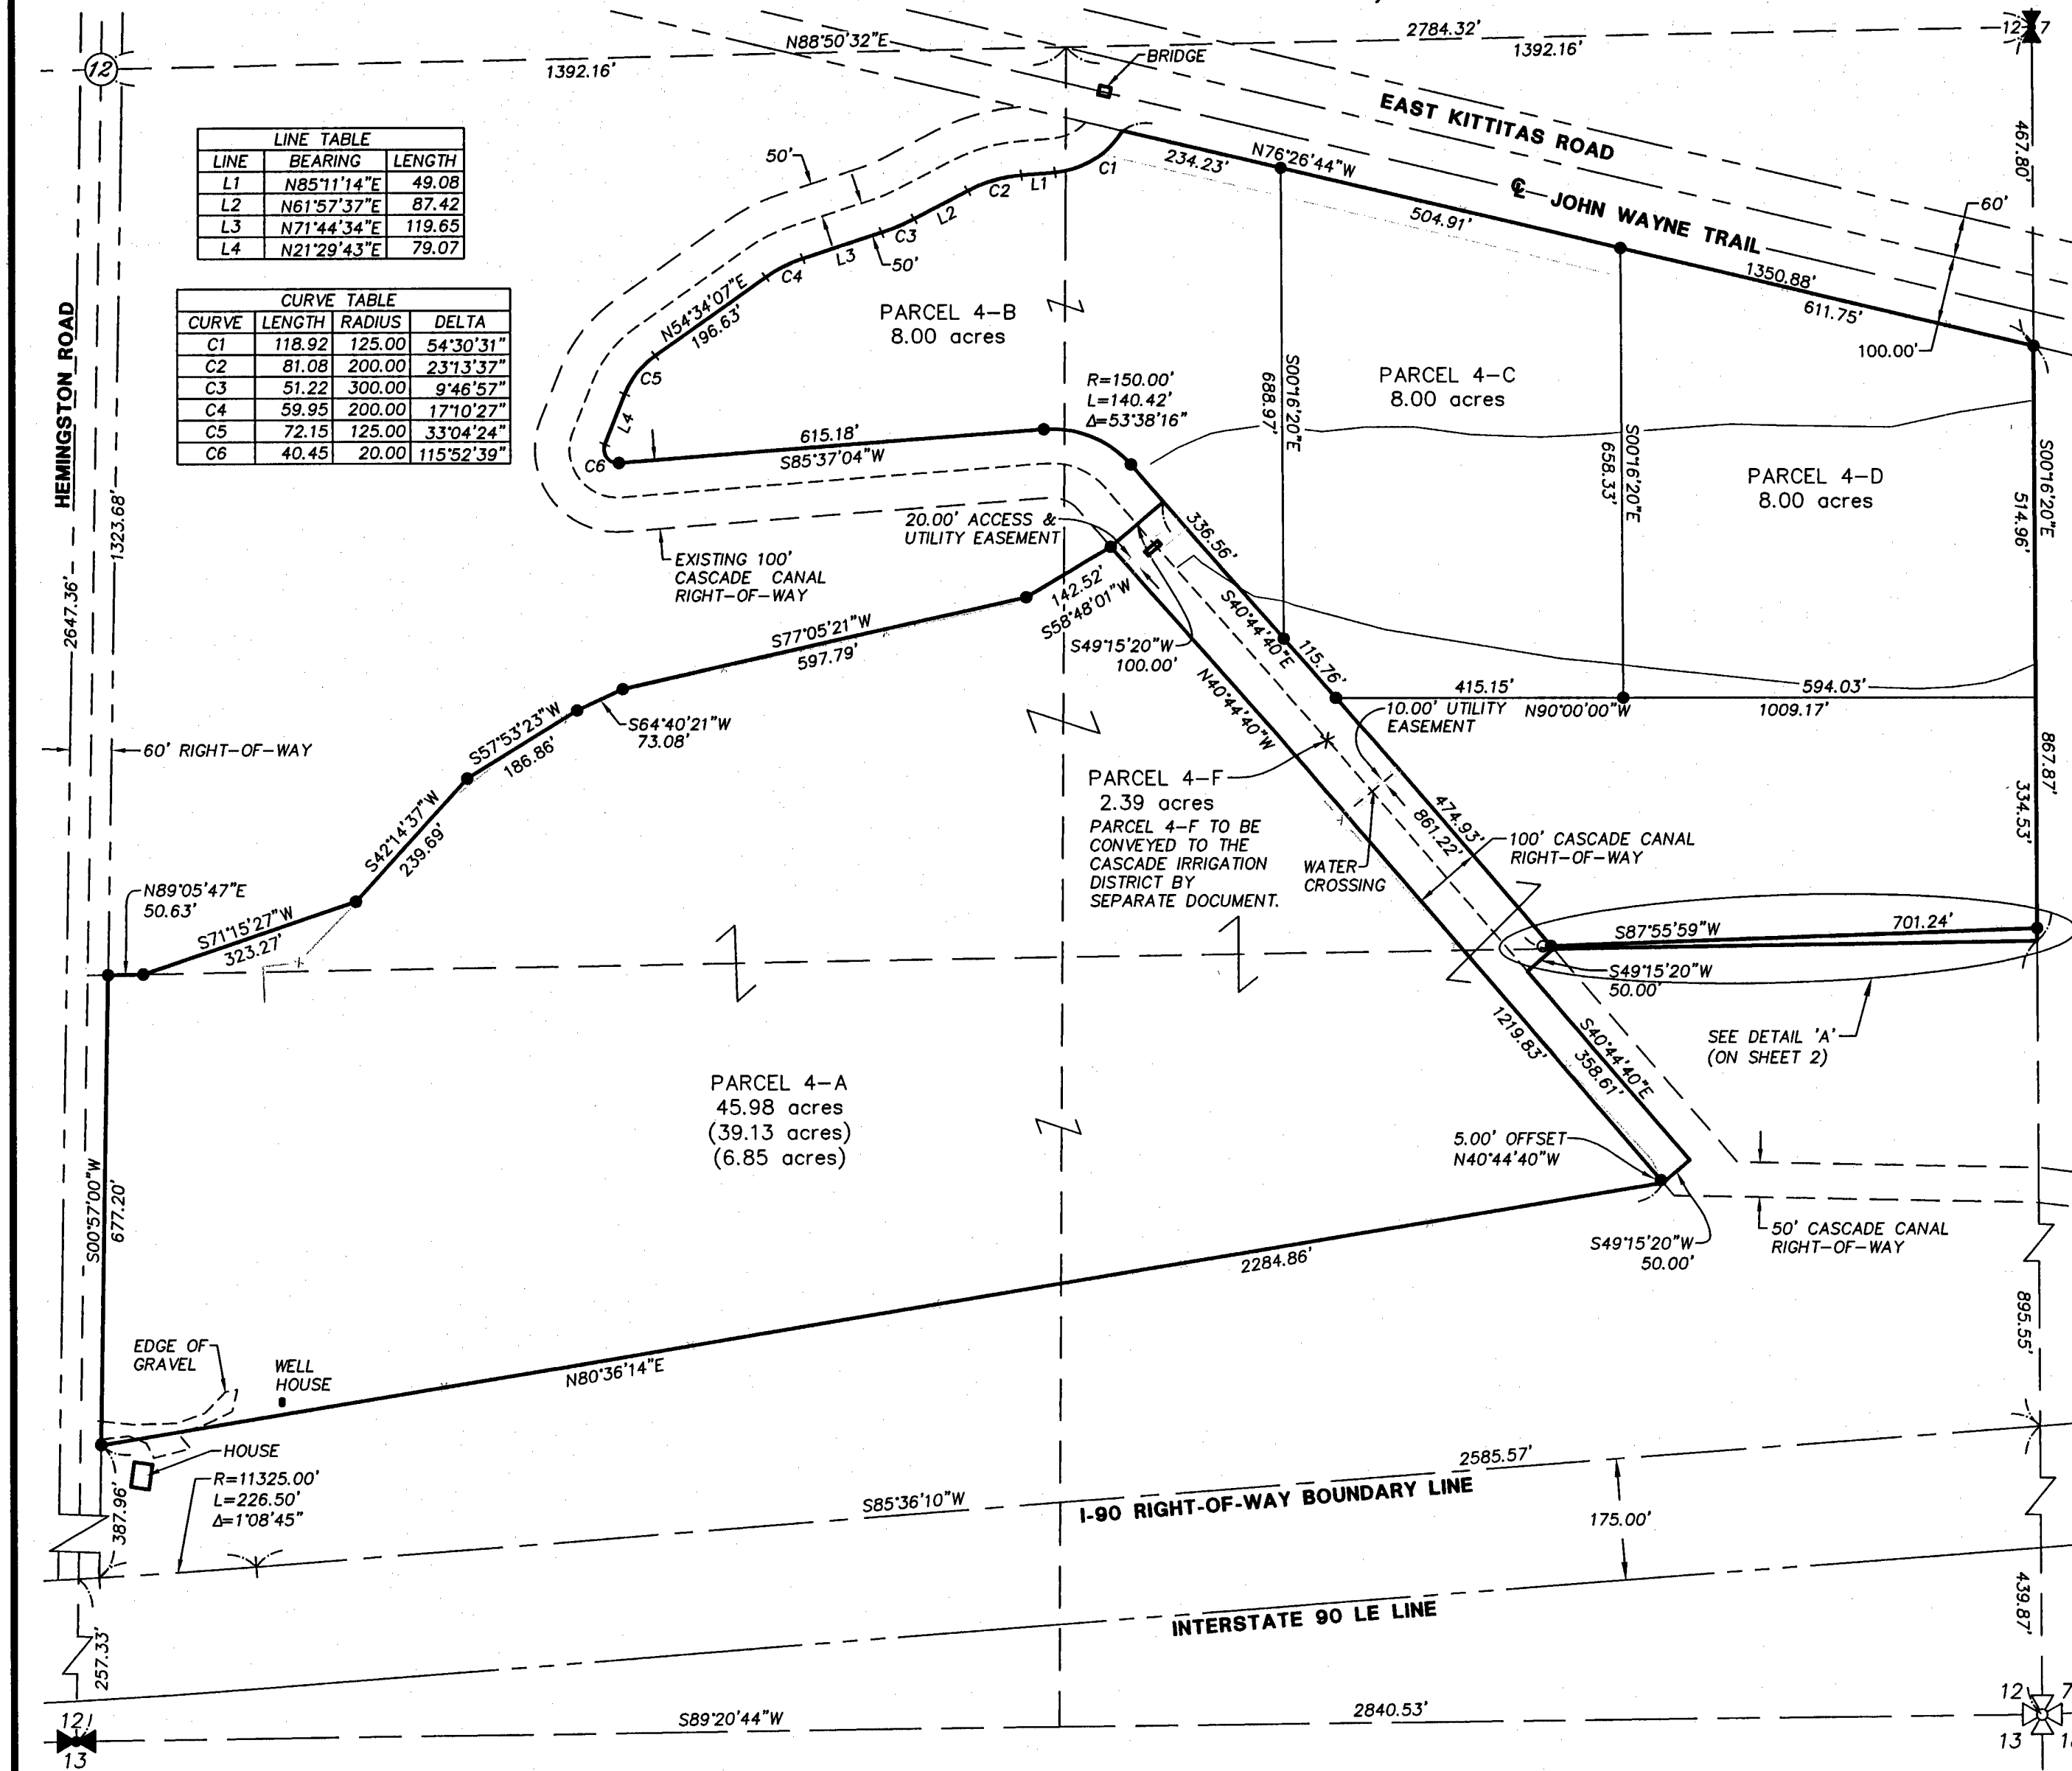 N88°50'32"E
1392.16'
2784.32'
1392.16'
12
12
7
BRIDGE
EAST KITTITAS ROAD
℄ JOHN WAYNE TRAIL
467.80'
60'
100.00'
LINE TABLE
LINE BEARING LENGTH
L1 N85°11'14"E 49.08
L2 N61°57'37"E 87.42
L3 N71°44'34"E 119.65
L4 N21°29'43"E 79.07
CURVE TABLE
CURVE LENGTH RADIUS DELTA
C1 118.92 125.00 54°30'31"
C2 81.08 200.00 23°13'37"
C3 51.22 300.00 9°46'57"
C4 59.95 200.00 17°10'27"
C5 72.15 125.00 33°04'24"
C6 40.45 20.00 115°52'39"
HEMINGSTON ROAD
2647.36'
1323.68'
50'
C1
C2
L1
L2
C3
L3
50'
C4
N54°34'07"E
196.63'
C5
L4
C6
234.23'
N76°26'44"W
504.91'
1350.88'
611.75'
PARCEL 4-B
8.00 acres
R=150.00'
L=140.42'
Δ=53°38'16"
S00°16'20"E
688.97'
PARCEL 4-C
8.00 acres
S00°16'20"E
658.33'
PARCEL 4-D
8.00 acres
S00°16'20"E
514.96'
615.18'
S85°37'04"W
20.00' ACCESS &
UTILITY EASEMENT
EXISTING 100'
CASCADE CANAL
RIGHT-OF-WAY
336.56'
S40°44'40"E
115.76'
142.52'
S58°48'01"W
S49°15'20"W
100.00'
N40°44'40"W
S77°05'21"W
597.79'
S64°40'21"W
73.08'
S57°53'23"W
186.86'
S42°14'37"W
239.69'
60' RIGHT-OF-WAY
N89°05'47"E
50.63'
S71°15'27"W
323.27'
415.15'
594.03'
N90°00'00"W
1009.17'
10.00' UTILITY
EASEMENT
867.87'
334.53'
PARCEL 4-F
2.39 acres
PARCEL 4-F TO BE
CONVEYED TO THE
CASCADE IRRIGATION
DISTRICT BY
SEPARATE DOCUMENT.
WATER
CROSSING
474.93'
861.22'
100' CASCADE CANAL
RIGHT-OF-WAY
S87°55'59"W
701.24'
S49°15'20"W
50.00'
SEE DETAIL 'A'
(ON SHEET 2)
1219.83'
S40°44'40"E
358.61'
PARCEL 4-A
45.98 acres
(39.13 acres)
(6.85 acres)
5.00' OFFSET
N40°44'40"W
S49°15'20"W
50.00'
50' CASCADE CANAL
RIGHT-OF-WAY
S00°57'00"W
677.20'
2284.86'
N80°36'14"E
EDGE OF
GRAVEL
WELL
HOUSE
HOUSE
R=11325.00'
L=226.50'
Δ=1°08'45"
387.96'
895.55'
2585.57'
S85°36'10"W
I-90 RIGHT-OF-WAY BOUNDARY LINE
175.00'
INTERSTATE 90 LE LINE
439.87'
257.33'
S89°20'44"W
2840.53'
12
13
12
7
13